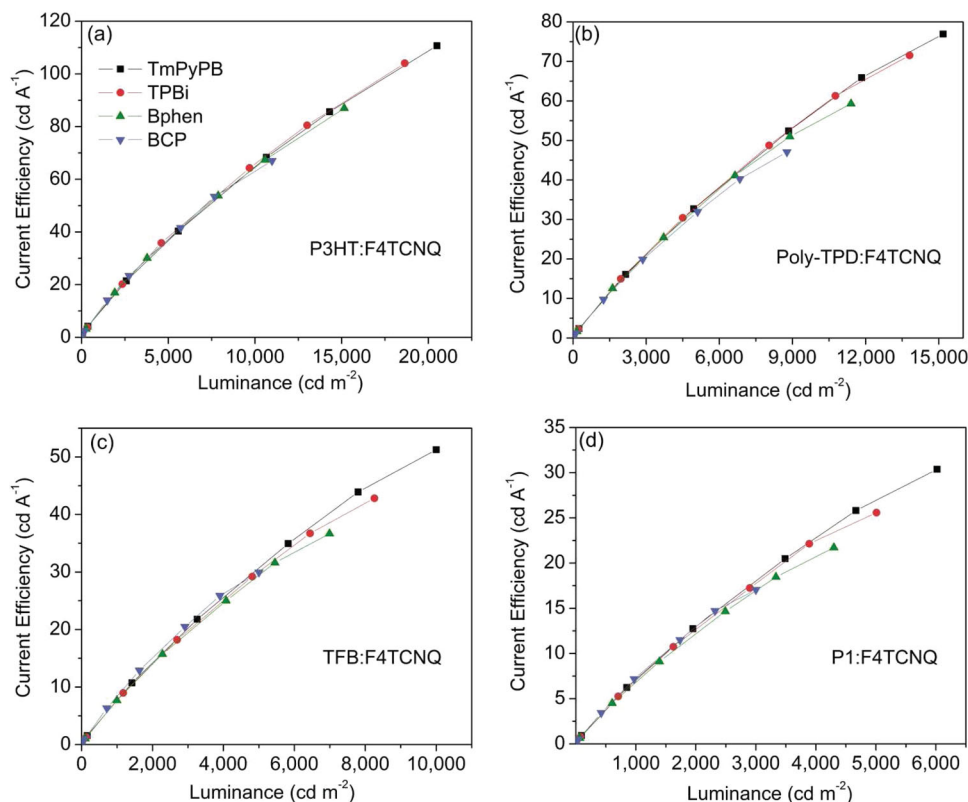 (a)
TmPyPB
TPBi
Bphen
BCP
P3HT:F4TCNQ
Current Efficiency (cd A⁻¹)
120
100
80
60
40
20
0
0 5,000 10,000 15,000 20,000
Luminance (cd m⁻²)
(b)
Poly-TPD:F4TCNQ
Current Efficiency (cd A⁻¹)
80
70
60
50
40
30
20
10
0
0 3,000 6,000 9,000 12,000 15,000
Luminance (cd m⁻²)
(c)
TFB:F4TCNQ
Current Efficiency (cd A⁻¹)
50
40
30
20
10
0
0 2,000 4,000 6,000 8,000 10,000
Luminance (cd m⁻²)
(d)
P1:F4TCNQ
Current Efficiency (cd A⁻¹)
35
30
25
20
15
10
5
0
1,000 2,000 3,000 4,000 5,000 6,000
Luminance (cd m⁻²)